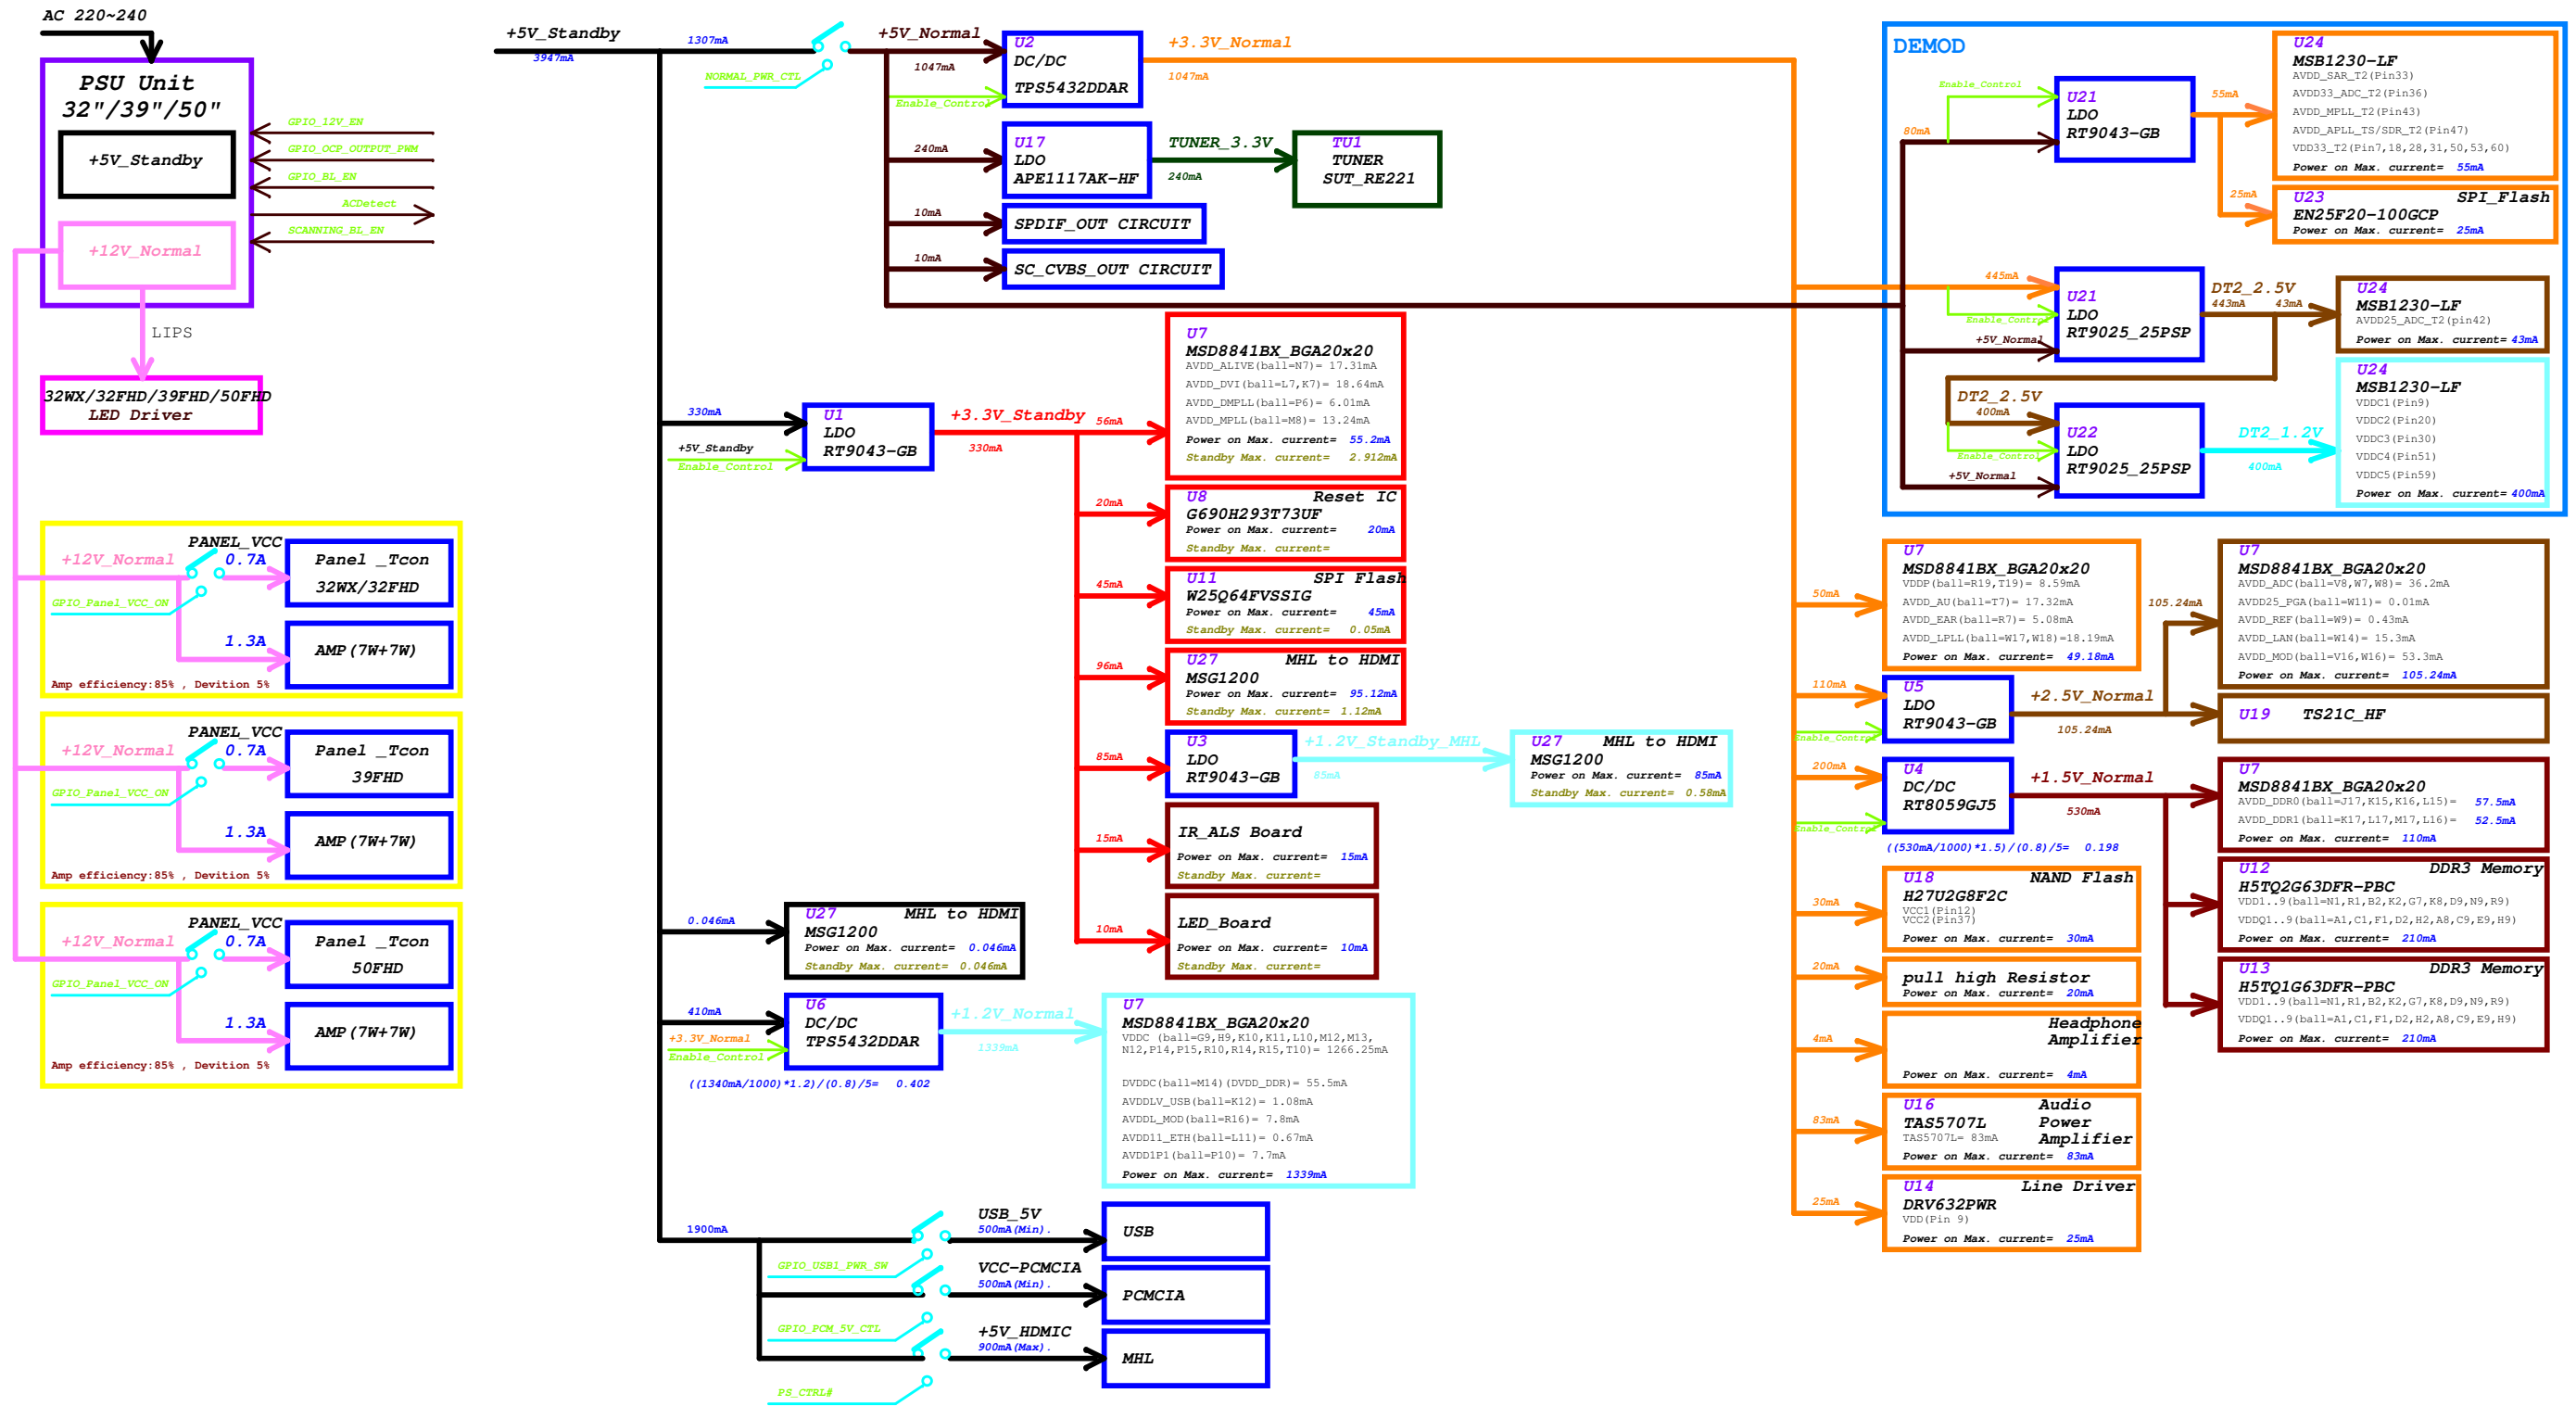 AC 220~240
PSU Unit
32"/39"/50"
+5V_Standby
+12V_Normal
GPIO_12V_EN
GPIO_OCP_OUTPUT_PWM
GPIO_BL_EN
ACDetect
SCANNING_BL_EN
LIPS
32WX/32FHD/39FHD/50FHD
LED Driver
PANEL_VCC
+12V_Normal
0.7A
Panel _Tcon
32WX/32FHD
GPIO_Panel_VCC_ON
1.3A
AMP(7W+7W)
Amp efficiency:85% , Devition 5%
PANEL_VCC
+12V_Normal
0.7A
Panel _Tcon
39FHD
GPIO_Panel_VCC_ON
1.3A
AMP(7W+7W)
Amp efficiency:85% , Devition 5%
PANEL_VCC
+12V_Normal
0.7A
Panel _Tcon
50FHD
GPIO_Panel_VCC_ON
1.3A
AMP(7W+7W)
Amp efficiency:85% , Devition 5%
+5V_Standby
3947mA
1307mA
NORMAL_PWR_CTL
+5V_Normal
1047mA
Enable_Control
U2
DC/DC
TPS5432DDAR
+3.3V_Normal
1047mA
240mA
U17
LDO
APE1117AK-HF
TUNER_3.3V
240mA
TU1
TUNER
SUT_RE221
10mA
SPDIF_OUT CIRCUIT
10mA
SC_CVBS_OUT CIRCUIT
330mA
+5V_Standby
Enable_Control
U1
LDO
RT9043-GB
+3.3V_Standby
330mA
56mA
U7
MSD8841BX_BGA20x20
AVDD_ALIVE(ball=N7)= 17.31mA
AVDD_DVI(ball=L7,K7)= 18.64mA
AVDD_DMPLL(ball=P6)= 6.01mA
AVDD_MPLL(ball=M8)= 13.24mA
Power on Max. current= 55.2mA
Standby Max. current= 2.912mA
20mA
U8 Reset IC
G690H293T73UF
Power on Max. current= 20mA
Standby Max. current=
45mA
U11 SPI Flash
W25Q64FVSSIG
Power on Max. current= 45mA
Standby Max. current= 0.05mA
96mA
U27 MHL to HDMI
MSG1200
Power on Max. current= 95.12mA
Standby Max. current= 1.12mA
85mA
U3
LDO
RT9043-GB
+1.2V_Standby_MHL
85mA
U27 MHL to HDMI
MSG1200
Power on Max. current= 85mA
Standby Max. current= 0.58mA
15mA
IR_ALS Board
Power on Max. current= 15mA
Standby Max. current=
10mA
LED_Board
Power on Max. current= 10mA
Standby Max. current=
0.046mA
U27 MHL to HDMI
MSG1200
Power on Max. current= 0.046mA
Standby Max. current= 0.046mA
410mA
+3.3V_Normal
Enable_Control
U6
DC/DC
TPS5432DDAR
((1340mA/1000)*1.2)/(0.8)/5= 0.402
+1.2V_Normal
1339mA
U7
MSD8841BX_BGA20x20
VDDC (ball=G9,H9,K10,K11,L10,M12,M13,
N12,P14,P15,R10,R14,R15,T10)= 1266.25mA
DVDDC(ball=M14)(DVDD_DDR)= 55.5mA
AVDDLV_USB(ball=K12)= 1.08mA
AVDDL_MOD(ball=R16)= 7.8mA
AVDD11_ETH(ball=L11)= 0.67mA
AVDD1P1(ball=P10)= 7.7mA
Power on Max. current= 1339mA
1900mA
USB_5V
500mA(Min).
USB
GPIO_USB1_PWR_SW
VCC-PCMCIA
500mA(Min).
PCMCIA
GPIO_PCM_5V_CTL
+5V_HDMIC
900mA(Max).
MHL
PS_CTRL#
DEMOD
80mA
Enable_Control
U21
LDO
RT9043-GB
55mA
U24
MSB1230-LF
AVDD_SAR_T2(Pin33)
AVDD33_ADC_T2(Pin36)
AVDD_MPLL_T2(Pin43)
AVDD_APLL_TS/SDR_T2(Pin47)
VDD33_T2(Pin7,18,28,31,50,53,60)
Power on Max. current= 55mA
25mA
U23 SPI_Flash
EN25F20-100GCP
Power on Max. current= 25mA
445mA
Enable_Control
+5V_Normal
U21
LDO
RT9025_25PSP
DT2_2.5V
443mA 43mA
U24
MSB1230-LF
AVDD25_ADC_T2(pin42)
Power on Max. current= 43mA
DT2_2.5V
400mA
Enable_Control
+5V_Normal
U22
LDO
RT9025_25PSP
DT2_1.2V
400mA
U24
MSB1230-LF
VDDC1(Pin9)
VDDC2(Pin20)
VDDC3(Pin30)
VDDC4(Pin51)
VDDC5(Pin59)
Power on Max. current= 400mA
50mA
U7
MSD8841BX_BGA20x20
VDDP(ball=R19,T19)= 8.59mA
AVDD_AU(ball=T7)= 17.32mA
AVDD_EAR(ball=R7)= 5.08mA
AVDD_LPLL(ball=W17,W18)=18.19mA
Power on Max. current= 49.18mA
110mA
Enable_Control
U5
LDO
RT9043-GB
+2.5V_Normal
105.24mA
105.24mA
U7
MSD8841BX_BGA20x20
AVDD_ADC(ball=V8,W7,W8)= 36.2mA
AVDD25_PGA(ball=W11)= 0.01mA
AVDD_REF(ball=W9)= 0.43mA
AVDD_LAN(ball=W14)= 15.3mA
AVDD_MOD(ball=V16,W16)= 53.3mA
Power on Max. current= 105.24mA
U19 TS21C_HF
200mA
Enable_Control
U4
DC/DC
RT8059GJ5
((530mA/1000)*1.5)/(0.8)/5= 0.198
+1.5V_Normal
530mA
U7
MSD8841BX_BGA20x20
AVDD_DDR0(ball=J17,K15,K16,L15)= 57.5mA
AVDD_DDR1(ball=K17,L17,M17,L16)= 52.5mA
Power on Max. current= 110mA
U12 DDR3 Memory
H5TQ2G63DFR-PBC
VDD1..9(ball=N1,R1,B2,K2,G7,K8,D9,N9,R9)
VDDQ1..9(ball=A1,C1,F1,D2,H2,A8,C9,E9,H9)
Power on Max. current= 210mA
U13 DDR3 Memory
H5TQ1G63DFR-PBC
VDD1..9(ball=N1,R1,B2,K2,G7,K8,D9,N9,R9)
VDDQ1..9(ball=A1,C1,F1,D2,H2,A8,C9,E9,H9)
Power on Max. current= 210mA
30mA
U18 NAND Flash
H27U2G8F2C
VCC1(Pin12)
VCC2(Pin37)
Power on Max. current= 30mA
20mA
pull high Resistor
Power on Max. current= 20mA
4mA
Headphone
Amplifier
Power on Max. current= 4mA
83mA
U16 Audio
TAS5707L Power
TAS5707L= 83mA Amplifier
Power on Max. current= 83mA
25mA
U14 Line Driver
DRV632PWR
VDD(Pin 9)
Power on Max. current= 25mA